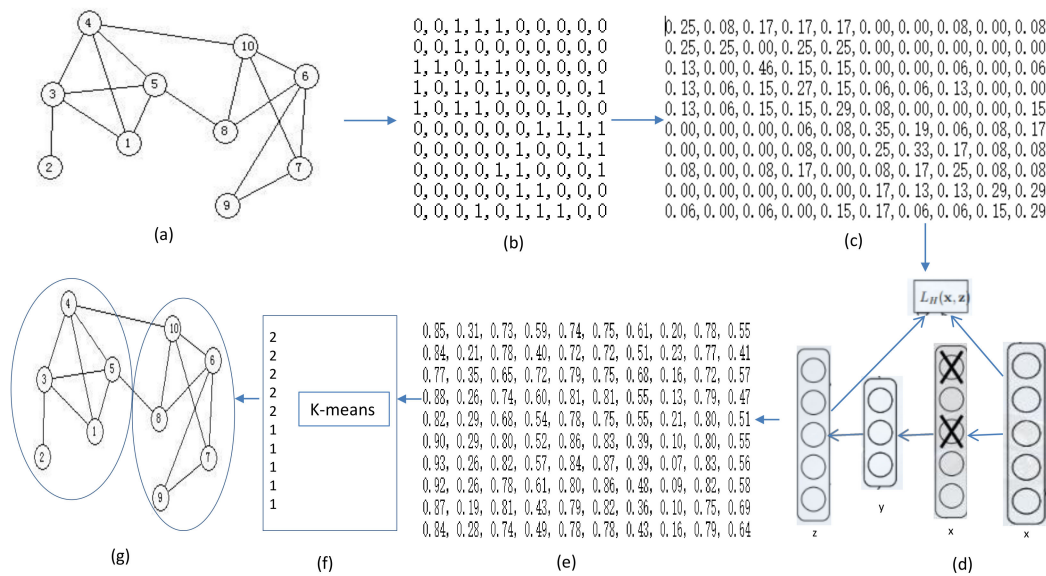 4
10
6
3
5
8
1
2
7
9
(a)
0, 0, 1, 1, 1, 0, 0, 0, 0, 0
0, 0, 1, 0, 0, 0, 0, 0, 0, 0
1, 1, 0, 1, 1, 0, 0, 0, 0, 0
1, 0, 1, 0, 1, 0, 0, 0, 0, 1
1, 0, 1, 1, 0, 0, 0, 1, 0, 0
0, 0, 0, 0, 0, 0, 1, 1, 1, 1
0, 0, 0, 0, 0, 1, 0, 0, 1, 1
0, 0, 0, 0, 1, 1, 0, 0, 0, 1
0, 0, 0, 0, 0, 1, 1, 0, 0, 0
0, 0, 0, 1, 0, 1, 1, 1, 0, 0
(b)
0.25, 0.08, 0.17, 0.17, 0.17, 0.00, 0.00, 0.08, 0.00, 0.08
0.25, 0.25, 0.00, 0.25, 0.25, 0.00, 0.00, 0.00, 0.00, 0.00
0.13, 0.00, 0.46, 0.15, 0.15, 0.00, 0.00, 0.06, 0.00, 0.06
0.13, 0.06, 0.15, 0.27, 0.15, 0.06, 0.06, 0.13, 0.00, 0.00
0.13, 0.06, 0.15, 0.15, 0.29, 0.08, 0.00, 0.00, 0.00, 0.15
0.00, 0.00, 0.00, 0.06, 0.08, 0.35, 0.19, 0.06, 0.08, 0.17
0.00, 0.00, 0.00, 0.08, 0.00, 0.25, 0.33, 0.17, 0.08, 0.08
0.08, 0.00, 0.08, 0.17, 0.00, 0.08, 0.17, 0.25, 0.08, 0.08
0.00, 0.00, 0.00, 0.00, 0.00, 0.17, 0.13, 0.13, 0.29, 0.29
0.06, 0.00, 0.06, 0.00, 0.15, 0.17, 0.06, 0.06, 0.15, 0.29
(c)
L_H(x, z)
z
y
x
x
(d)
0.85, 0.31, 0.73, 0.59, 0.74, 0.75, 0.61, 0.20, 0.78, 0.55
0.84, 0.21, 0.78, 0.40, 0.72, 0.72, 0.51, 0.23, 0.77, 0.41
0.77, 0.35, 0.65, 0.72, 0.79, 0.75, 0.68, 0.16, 0.72, 0.57
0.88, 0.26, 0.74, 0.60, 0.81, 0.81, 0.55, 0.13, 0.79, 0.47
0.82, 0.29, 0.68, 0.54, 0.78, 0.75, 0.55, 0.21, 0.80, 0.51
0.90, 0.29, 0.80, 0.52, 0.86, 0.83, 0.39, 0.10, 0.80, 0.55
0.93, 0.26, 0.82, 0.57, 0.84, 0.87, 0.39, 0.07, 0.83, 0.56
0.92, 0.26, 0.78, 0.61, 0.80, 0.86, 0.48, 0.09, 0.82, 0.58
0.87, 0.19, 0.81, 0.43, 0.79, 0.82, 0.36, 0.10, 0.75, 0.69
0.84, 0.28, 0.74, 0.49, 0.78, 0.78, 0.43, 0.16, 0.79, 0.64
(e)
2
2
2
2
2
1
1
1
1
1
K-means
(f)
4
10
6
3
5
8
1
2
7
9
(g)